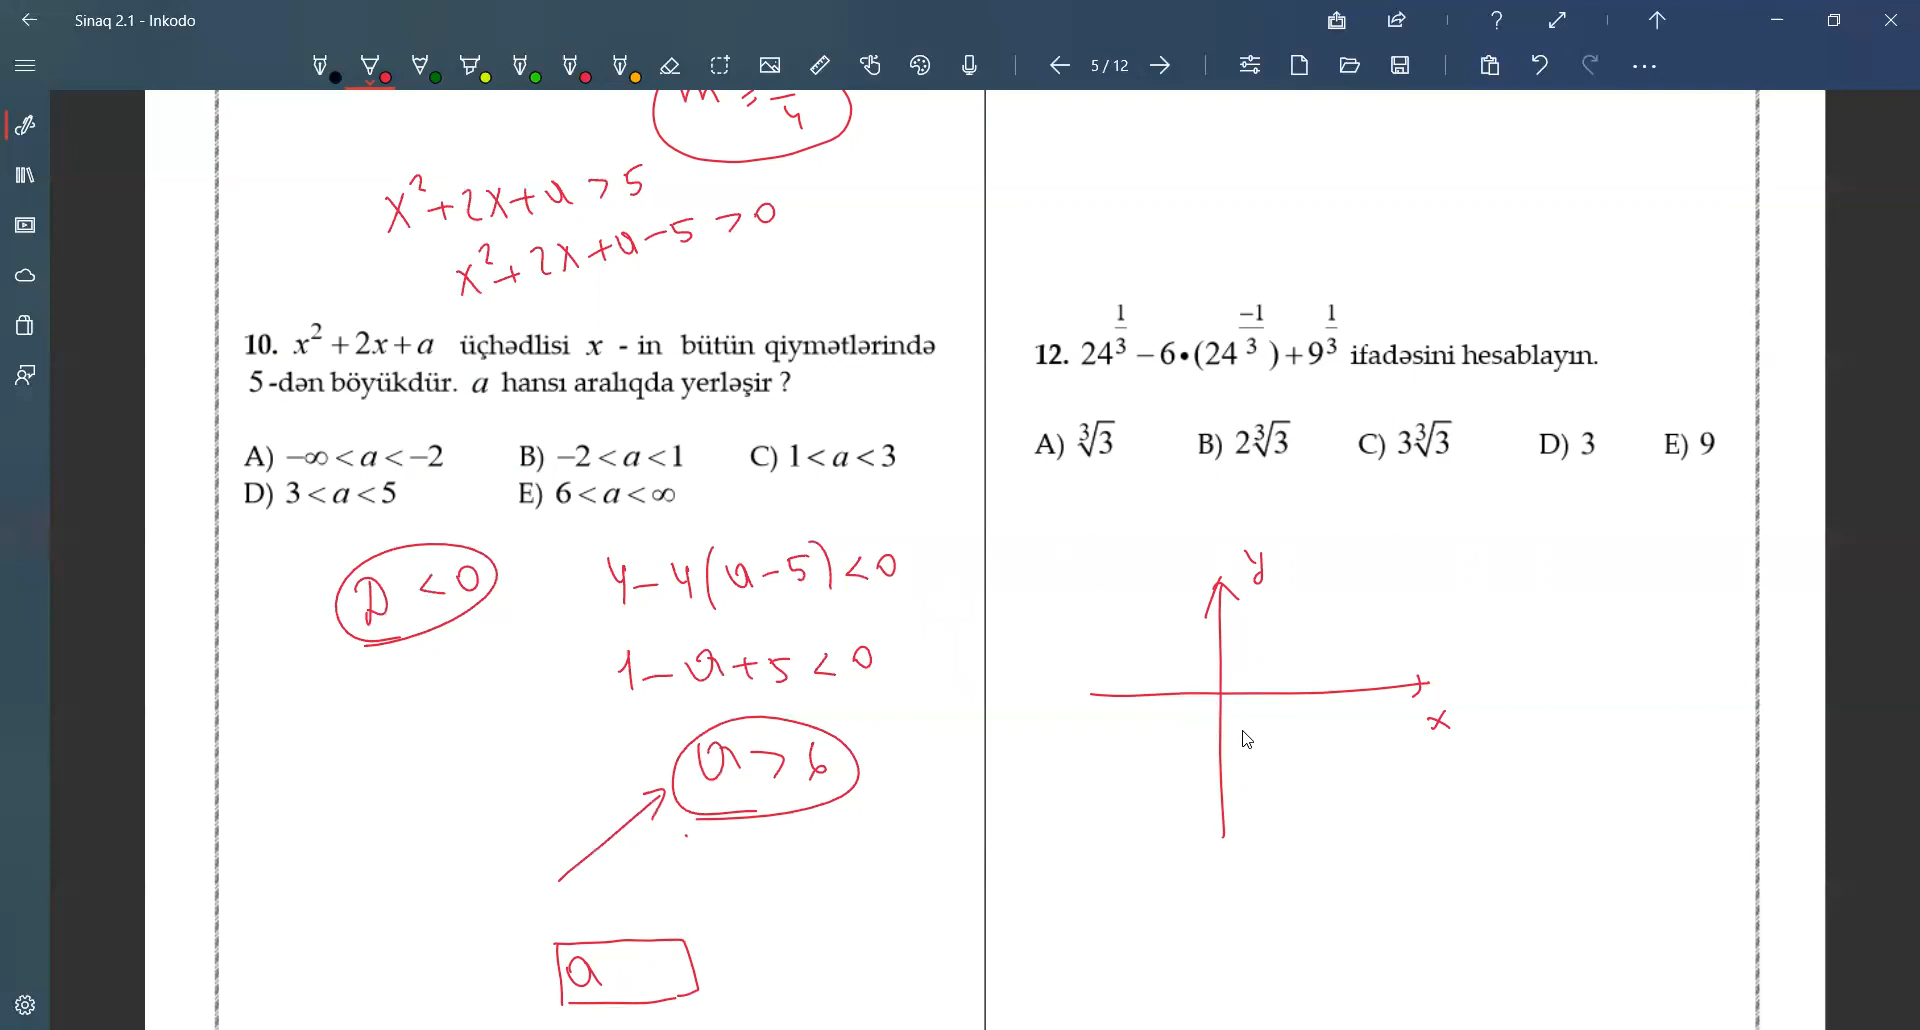 Sinaq 2.1 - Inkodo
5 / 12
m = —/4
x² + 2x + a > 5
x² + 2x + a - 5 > 0
10. x² + 2x + a üçhədlisi x - in bütün qiymətlərində
5 -dən böyükdür. a hansı aralıqda yerləşir ?
A) −∞ < a < −2 B) −2 < a < 1 C) 1 < a < 3
D) 3 < a < 5 E) 6 < a < ∞
D < 0
4 - 4(a - 5) < 0
1 - a + 5 < 0
a > 6
a
12. 24^(1/3) − 6•(24^(−1/3)) + 9^(1/3) ifadəsini hesablayın.
A) ∛3 B) 2∛3 C) 3∛3 D) 3 E) 9
y
x